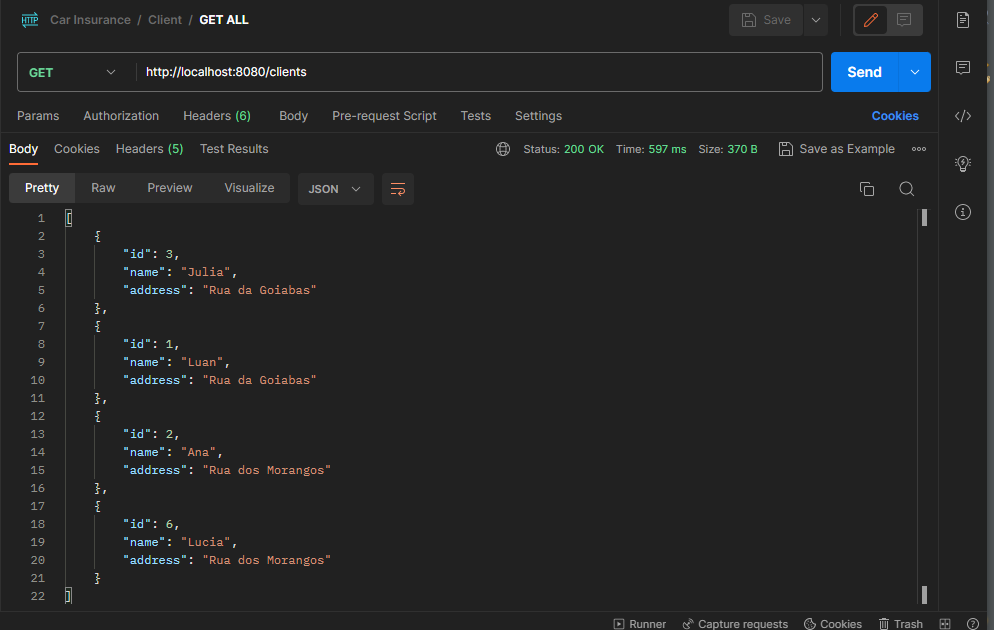 HTTP Car Insurance / Client / GET ALL Save
GET http://localhost:8080/clients Send
Params Authorization Headers (6) Body Pre-request Script Tests Settings Cookies
Body Cookies Headers (5) Test Results Status: 200 OK Time: 597 ms Size: 370 B Save as Example
Pretty Raw Preview Visualize JSON
1 [
2 {
3 "id": 3,
4 "name": "Julia",
5 "address": "Rua da Goiabas"
6 },
7 {
8 "id": 1,
9 "name": "Luan",
10 "address": "Rua da Goiabas"
11 },
12 {
13 "id": 2,
14 "name": "Ana",
15 "address": "Rua dos Morangos"
16 },
17 {
18 "id": 6,
19 "name": "Lucia",
20 "address": "Rua dos Morangos"
21 }
22 ]
Runner Capture requests Cookies Trash